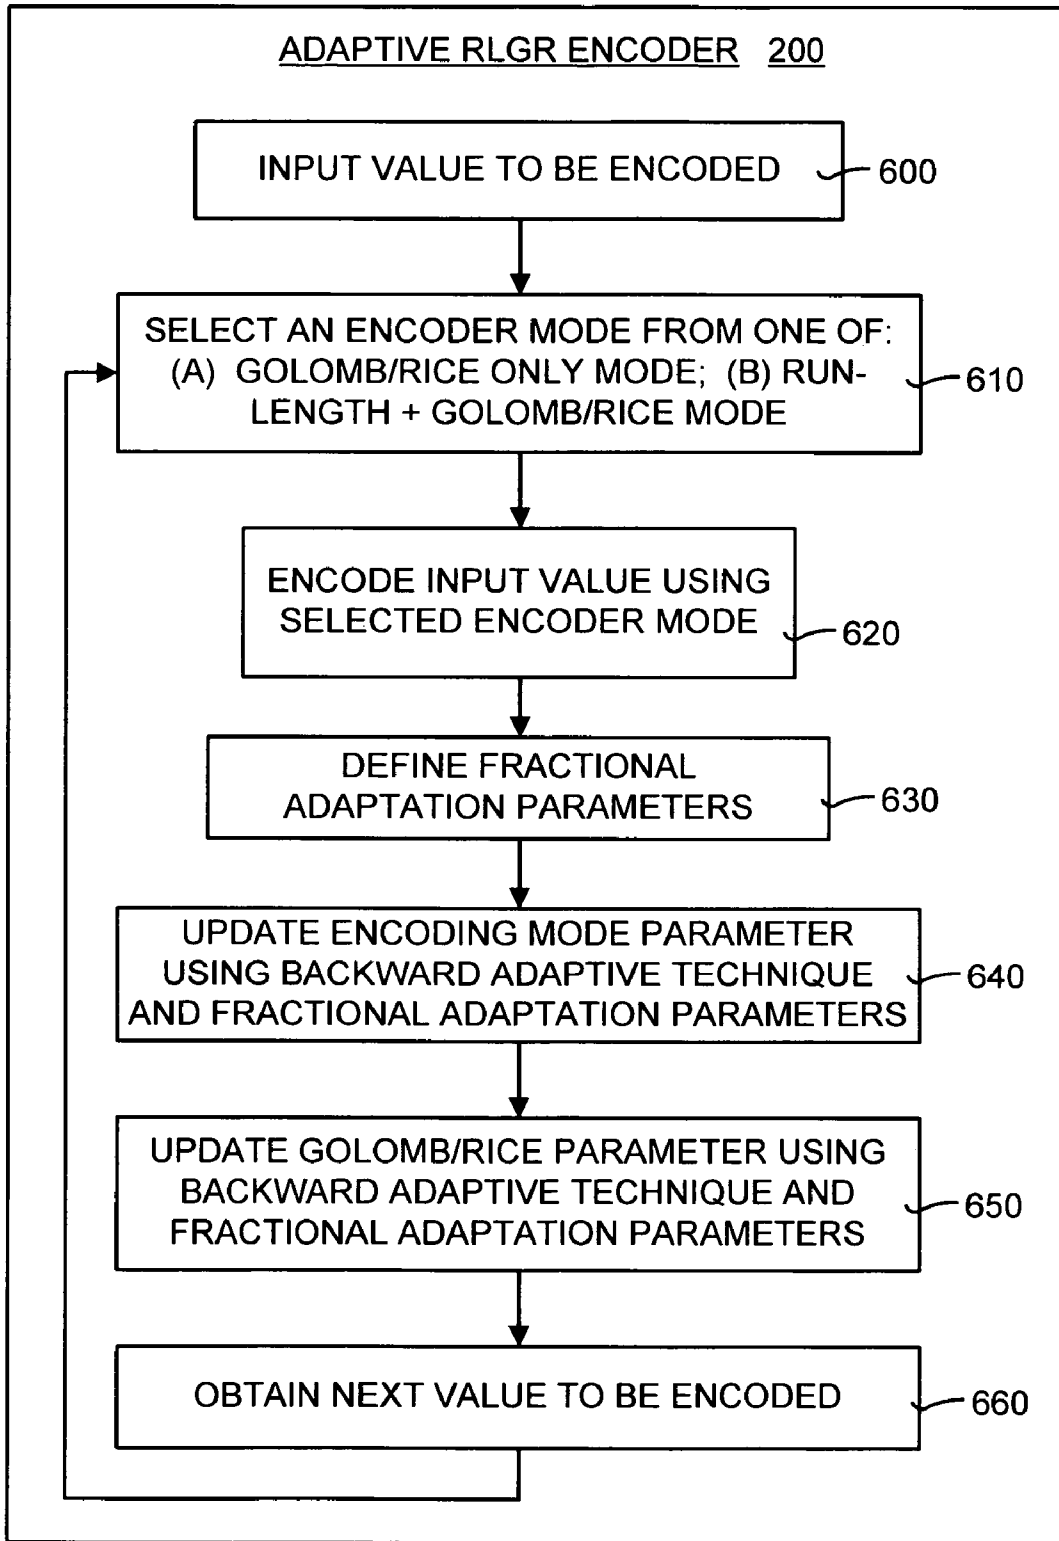 ADAPTIVE RLGR ENCODER 200
INPUT VALUE TO BE ENCODED
600
SELECT AN ENCODER MODE FROM ONE OF:
(A) GOLOMB/RICE ONLY MODE; (B) RUN-
LENGTH + GOLOMB/RICE MODE
610
ENCODE INPUT VALUE USING
SELECTED ENCODER MODE
620
DEFINE FRACTIONAL
ADAPTATION PARAMETERS
630
UPDATE ENCODING MODE PARAMETER
USING BACKWARD ADAPTIVE TECHNIQUE
AND FRACTIONAL ADAPTATION PARAMETERS
640
UPDATE GOLOMB/RICE PARAMETER USING
BACKWARD ADAPTIVE TECHNIQUE AND
FRACTIONAL ADAPTATION PARAMETERS
650
OBTAIN NEXT VALUE TO BE ENCODED
660